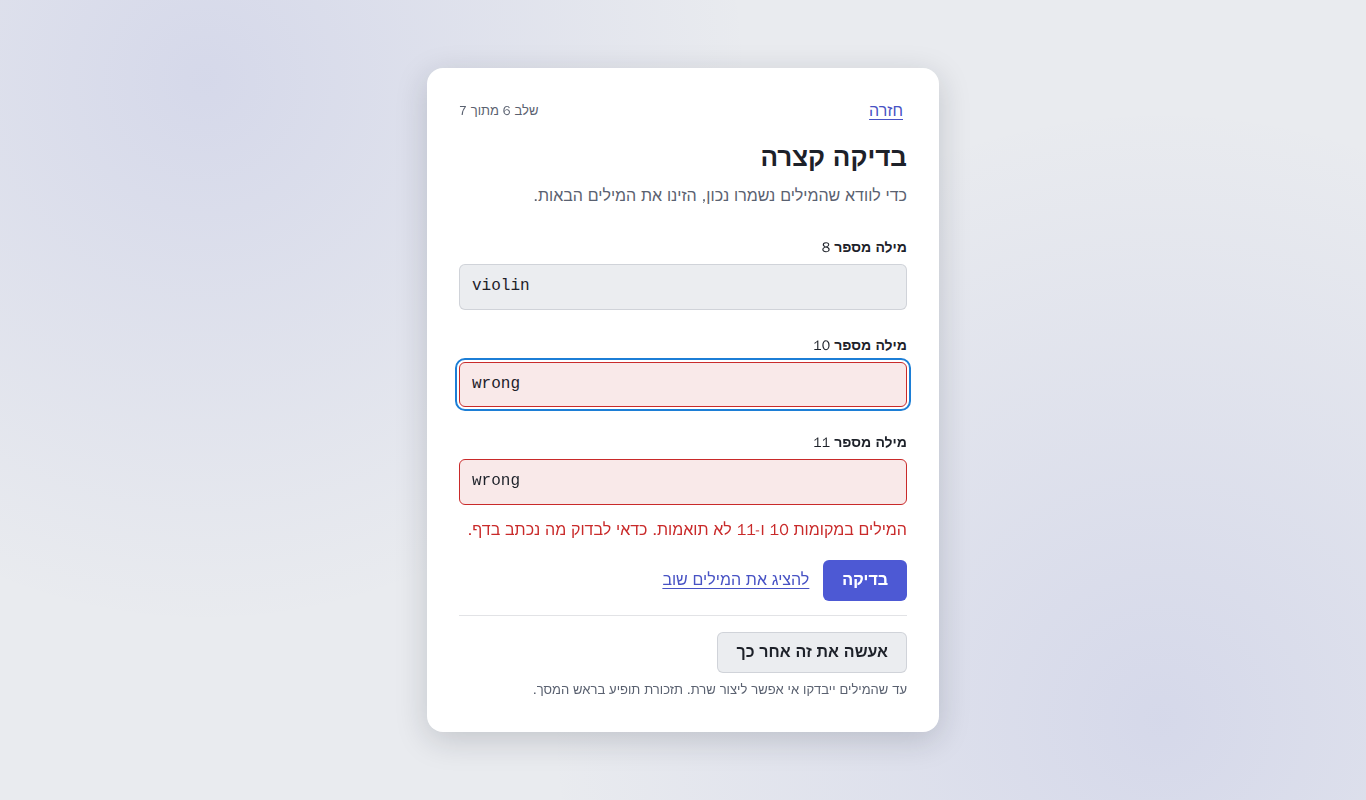 חזרה
שלב 6 מתוך 7
בדיקה קצרה
כדי לוודא שהמילים נשמרו נכון, הזינו את המילים הבאות.
מילה מספר 8
violin
מילה מספר 10
wrong
מילה מספר 11
wrong
המילים במקומות 10 ו-11 לא תואמות. כדאי לבדוק מה נכתב בדף.
בדיקה
להציג את המילים שוב
אעשה את זה אחר כך
עד שהמילים ייבדקו אי אפשר ליצור שרת. תזכורת תופיע בראש המסך.